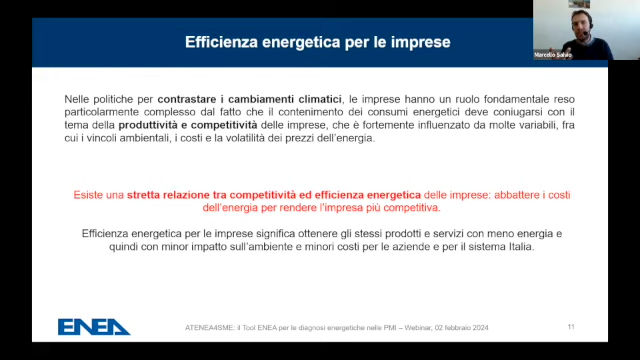 Efficienza energetica per le imprese
Marcello Salvio
Nelle politiche per contrastare i cambiamenti climatici, le imprese hanno un ruolo fondamentale reso
particolarmente complesso dal fatto che il contenimento dei consumi energetici deve coniugarsi con il
tema della produttività e competitività delle imprese, che è fortemente influenzato da molte variabili, fra
cui i vincoli ambientali, i costi e la volatilità dei prezzi dell'energia.
Esiste una stretta relazione tra competitività ed efficienza energetica delle imprese: abbattere i costi
dell'energia per rendere l'impresa più competitiva.
Efficienza energetica per le imprese significa ottenere gli stessi prodotti e servizi con meno energia e
quindi con minor impatto sull'ambiente e minori costi per le aziende e per il sistema Italia.
ENEA
ATENEA4SME: il Tool ENEA per le diagnosi energetiche nelle PMI – Webinar, 02 febbraio 2024
11